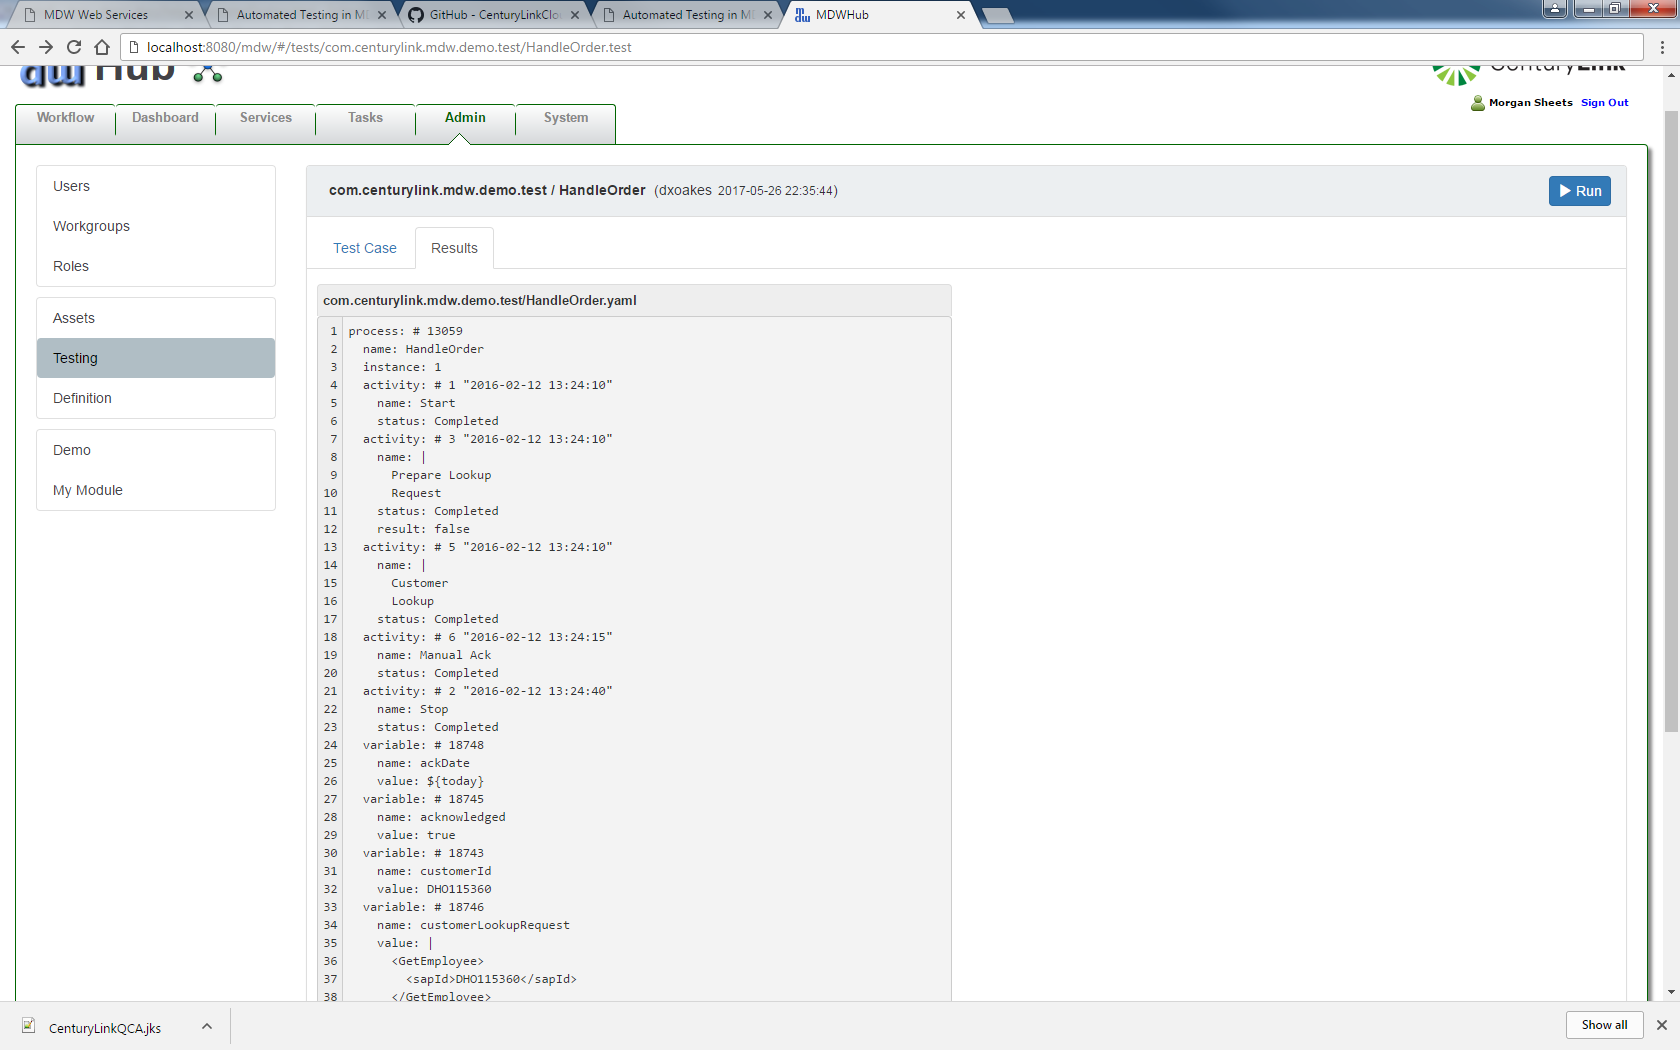 MDW Web Services
Automated Testing in M
GitHub - CenturyLinkClo
Automated Testing in M
MDWHub
localhost:8080/mdw/#/tests/com.centurylink.mdw.demo.test/HandleOrder.test
dw Hub
CenturyLink
Morgan Sheets Sign Out
Workflow
Dashboard
Services
Tasks
Admin
System
Users
Workgroups
Roles
Assets
Testing
Definition
Demo
My Module
com.centurylink.mdw.demo.test / HandleOrder (dxoakes 2017-05-26 22:35:44)
Run
Test Case
Results
com.centurylink.mdw.demo.test/HandleOrder.yaml
1 process: # 13059
2 name: HandleOrder
3 instance: 1
4 activity: # 1 "2016-02-12 13:24:10"
5 name: Start
6 status: Completed
7 activity: # 3 "2016-02-12 13:24:10"
8 name: |
9 Prepare Lookup
10 Request
11 status: Completed
12 result: false
13 activity: # 5 "2016-02-12 13:24:10"
14 name: |
15 Customer
16 Lookup
17 status: Completed
18 activity: # 6 "2016-02-12 13:24:15"
19 name: Manual Ack
20 status: Completed
21 activity: # 2 "2016-02-12 13:24:40"
22 name: Stop
23 status: Completed
24 variable: # 18748
25 name: ackDate
26 value: ${today}
27 variable: # 18745
28 name: acknowledged
29 value: true
30 variable: # 18743
31 name: customerId
32 value: DHO115360
33 variable: # 18746
34 name: customerLookupRequest
35 value: |
36 <GetEmployee>
37 <sapId>DHO115360</sapId>
38 </GetEmployee>
CenturyLinkQCA.jks
Show all